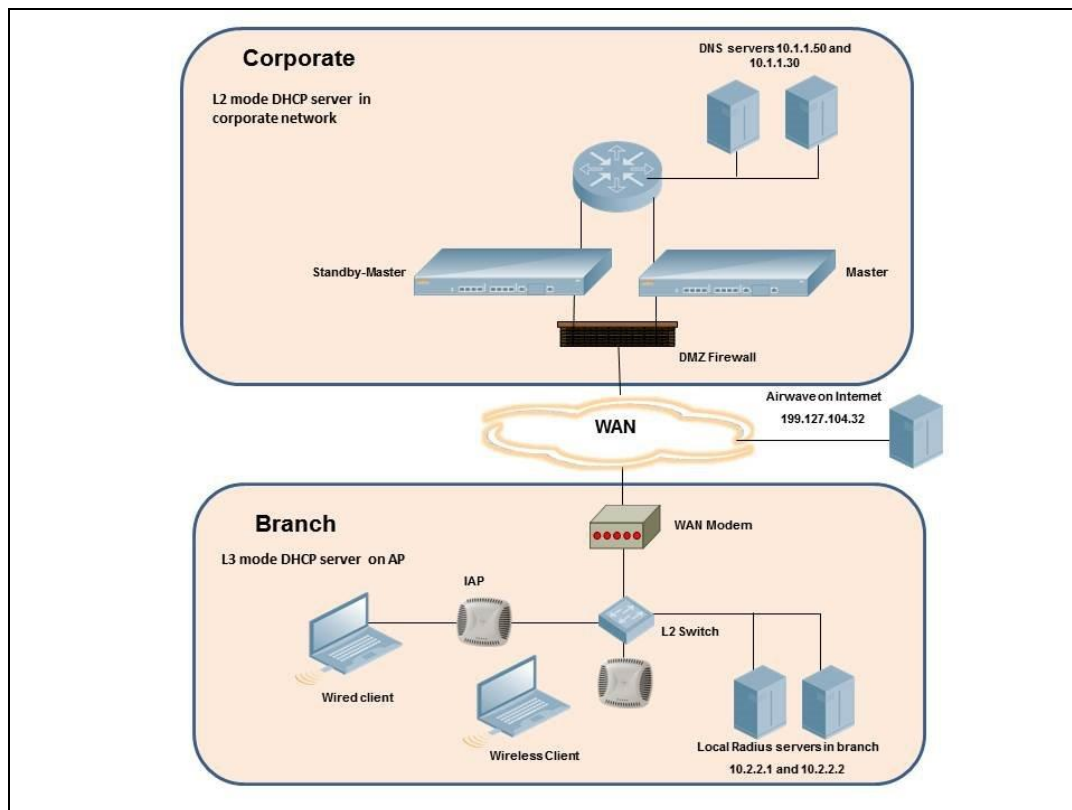 Corporate
DNS servers 10.1.1.50 and
10.1.1.30
L2 mode DHCP server in
corporate network
Standby-Master
Master
DMZ Firewall
Airwave on Internet
199.127.104.32
WAN
Branch
WAN Modem
L3 mode DHCP server on AP
IAP
L2 Switch
Wired client
Wireless Client
Local Radius servers in branch
10.2.2.1 and 10.2.2.2